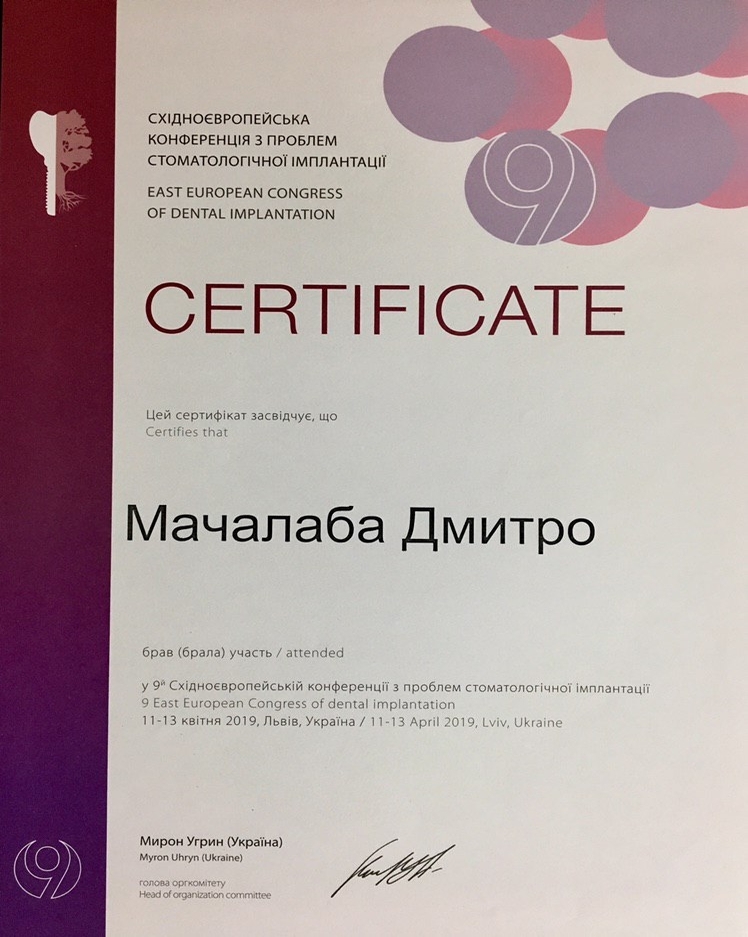 СХІДНОЄВРОПЕЙСЬКА
КОНФЕРЕНЦІЯ З ПРОБЛЕМ
СТОМАТОЛОГІЧНОЇ ІМПЛАНТАЦІЇ
EAST EUROPEAN CONGRESS
OF DENTAL IMPLANTATION
9
CERTIFICATE
Цей сертифікат засвідчує, що
Certifies that
Мачалаба Дмитро
брав (брала) участь / attended
у 9й Східноєвропейській конференції з проблем стоматологічної імплантації
9 East European Congress of dental implantation
11-13 квітня 2019, Львів, Україна / 11-13 April 2019, Lviv, Ukraine
Мирон Угрин (Україна)
Myron Uhryn (Ukraine)
голова оргкомітету
Head of organization committee
9